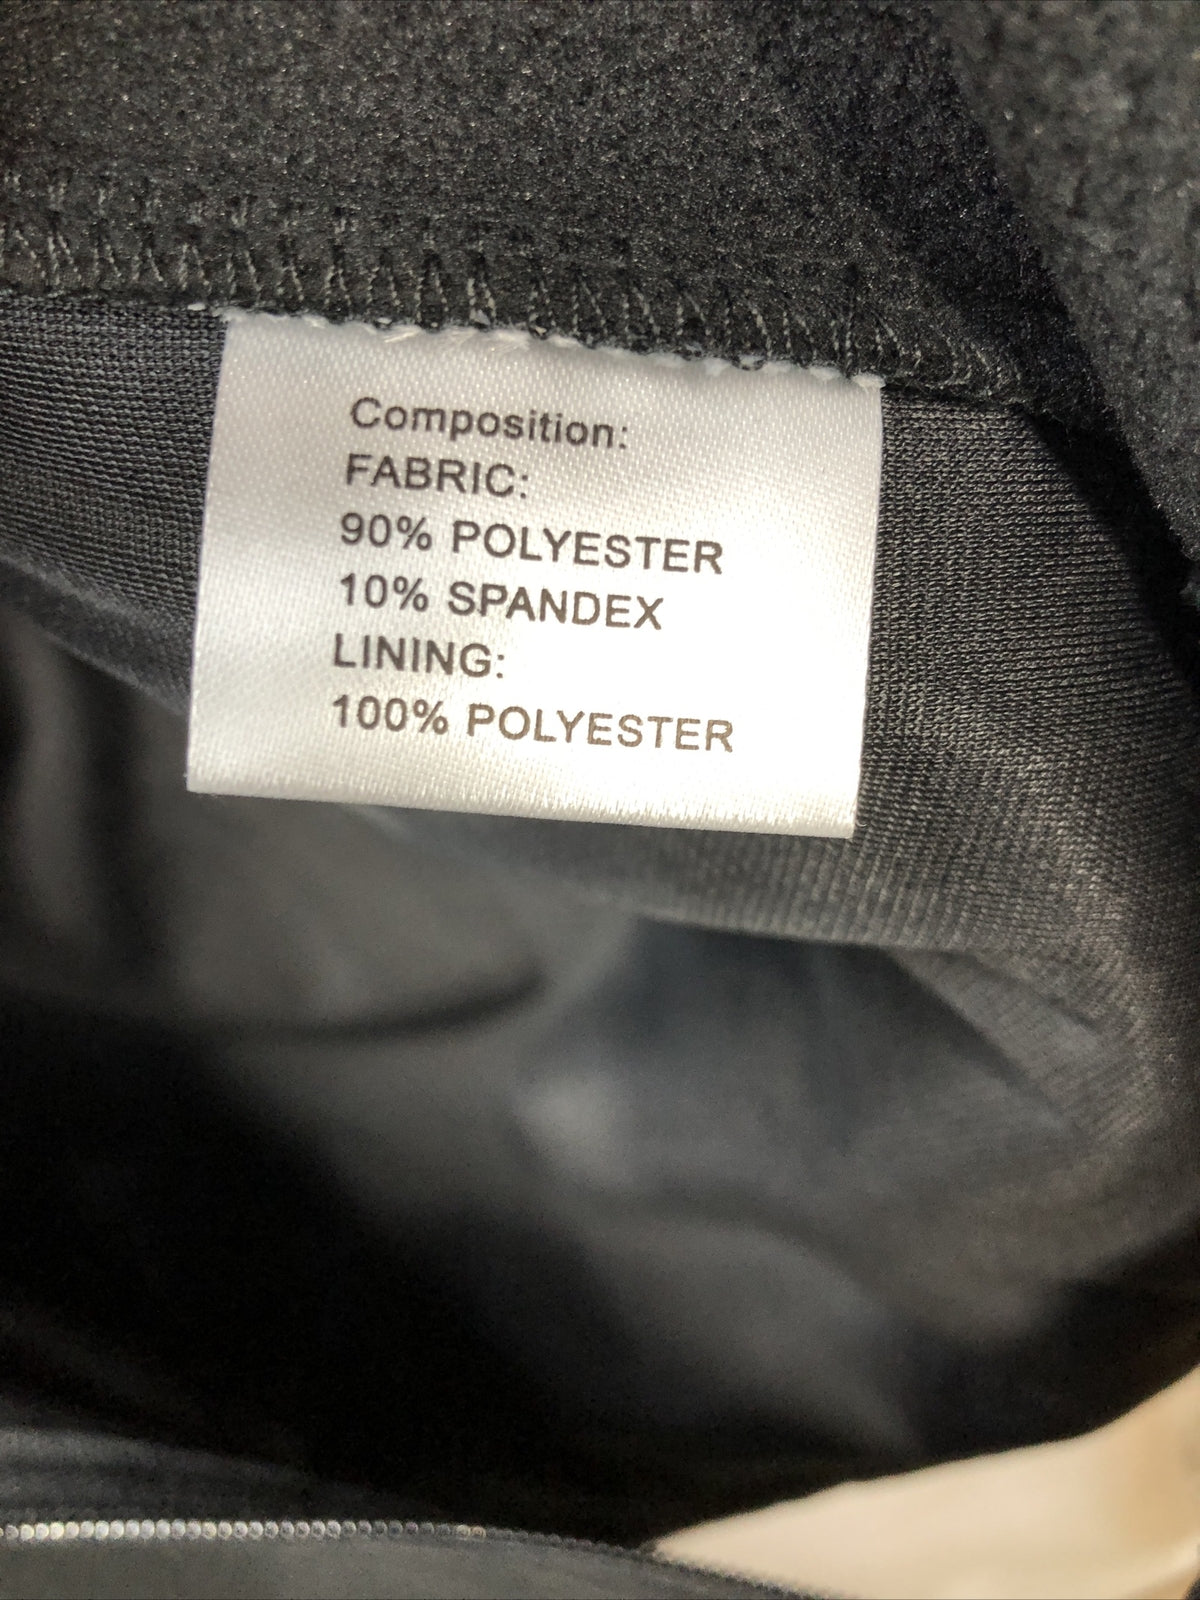 Composition:
FABRIC:
90% POLYESTER
10% SPANDEX
LINING:
100% POLYESTER